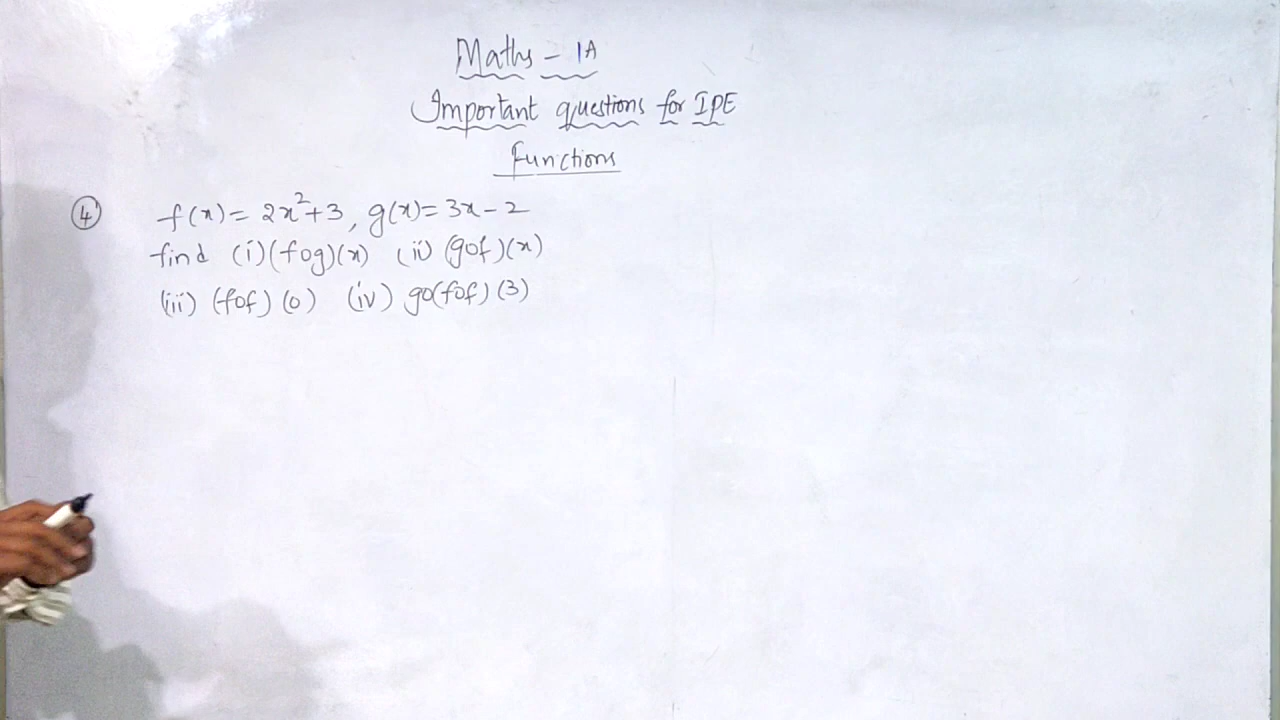 Maths - 1A
Important questions for IPE
Functions
④ f(x) = 2x²+3, g(x) = 3x-2
find (i) (fog)(x) (ii) (gof)(x)
(iii) (fof)(0) (iv) go(fof)(3)